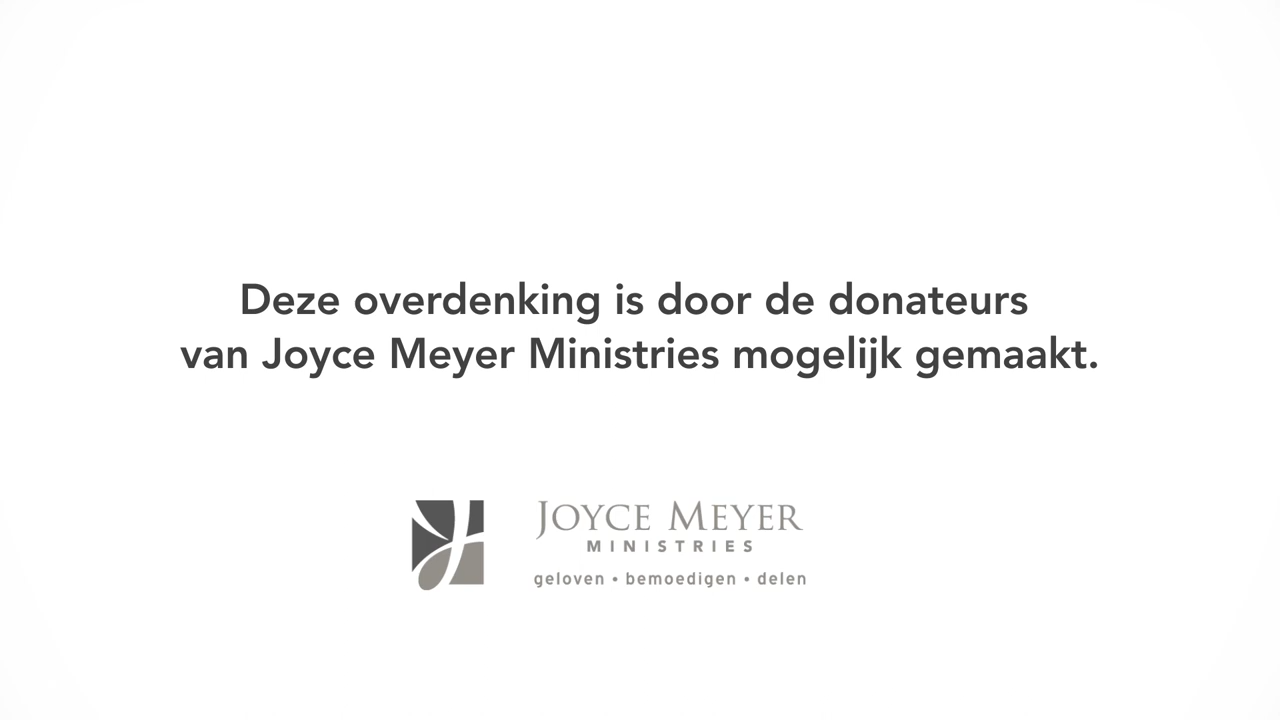 Deze overdenking is door de donateurs
van Joyce Meyer Ministries mogelijk gemaakt.
JOYCE MEYER
MINISTRIES
geloven • bemoedigen • delen